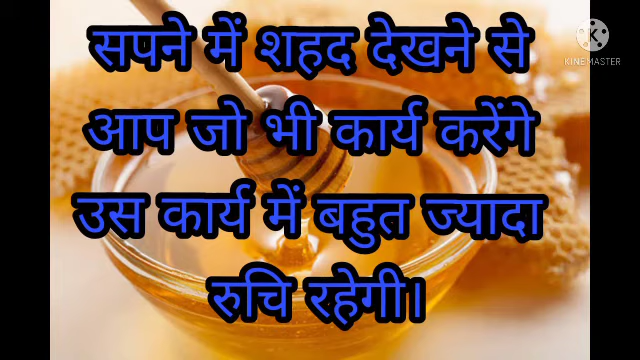 सपने में शहद देखने से
आप जो भी कार्य करेंगे
उस कार्य में बहुत ज्यादा
रुचि रहेगी।
K
KINEMASTER